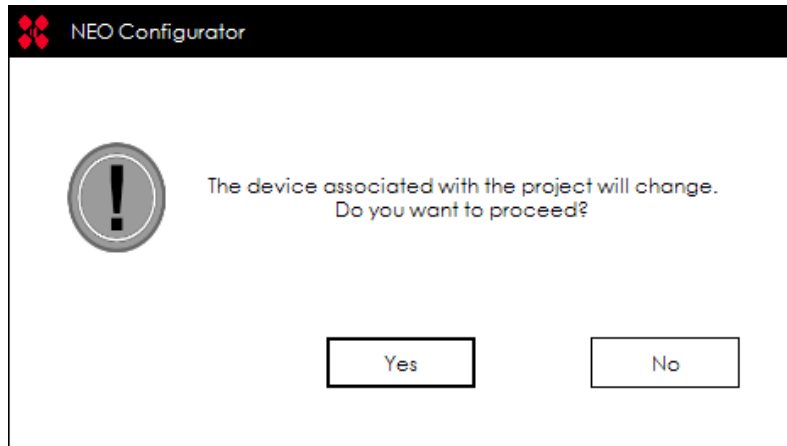 NEO Configurator
The device associated with the project will change.
Do you want to proceed?
Yes
No